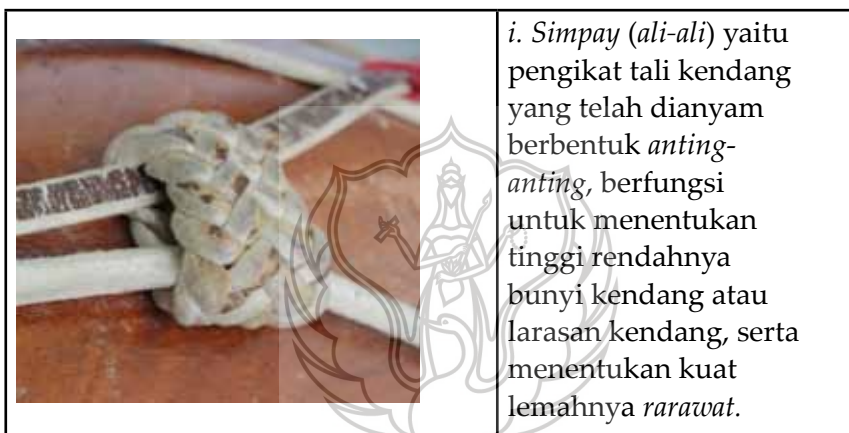 i. Simpay (ali-ali) yaitu
pengikat tali kendang
yang telah dianyam
berbentuk anting-
anting, berfungsi
untuk menentukan
tinggi rendahnya
bunyi kendang atau
larasan kendang, serta
menentukan kuat
lemahnya rarawat.